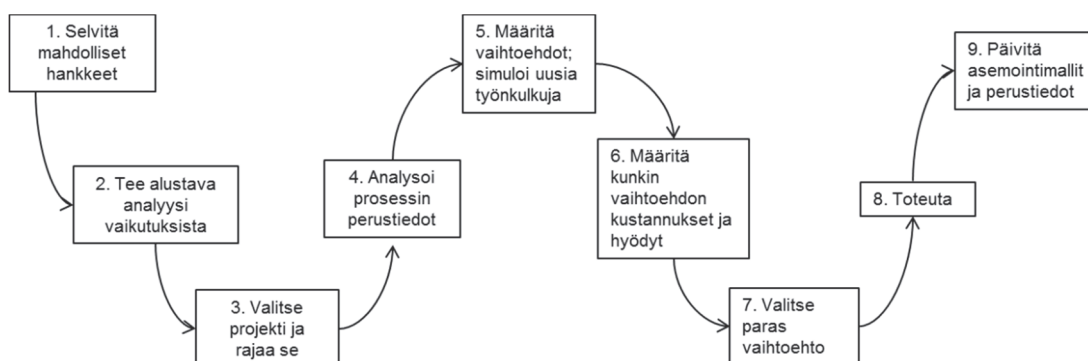 1. Selvitä
mahdolliset
hankkeet
2. Tee alustava
analyysi
vaikutuksista
3. Valitse
projekti ja
rajaa se
4. Analysoi
prosessin
perustiedot
5. Määritä
vaihtoehdot;
simuloi uusia
työnkulkuja
6. Määritä
kunkin
vaihtoehdon
kustannukset ja
hyödyt
7. Valitse
paras
vaihtoehto
8. Toteuta
9. Päivitä
asemointimallit
ja perustiedot